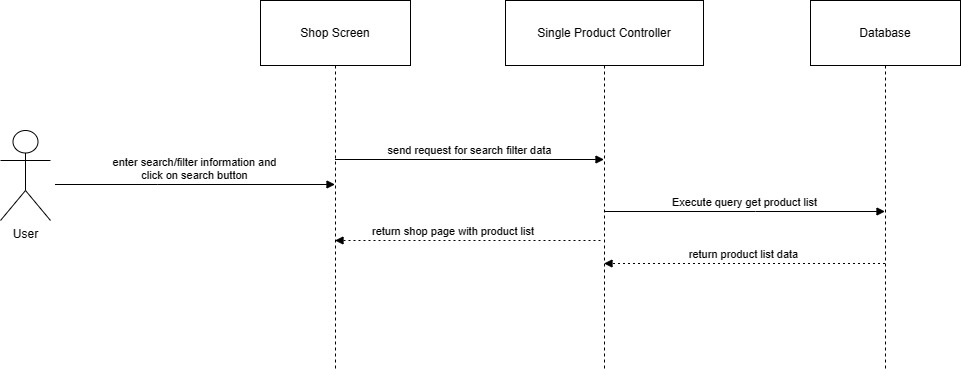 Shop Screen
Single Product Controller
Database
send request for search filter data
enter search/filter information and
click on search button
Execute query get product list
User
return shop page with product list
return product list data